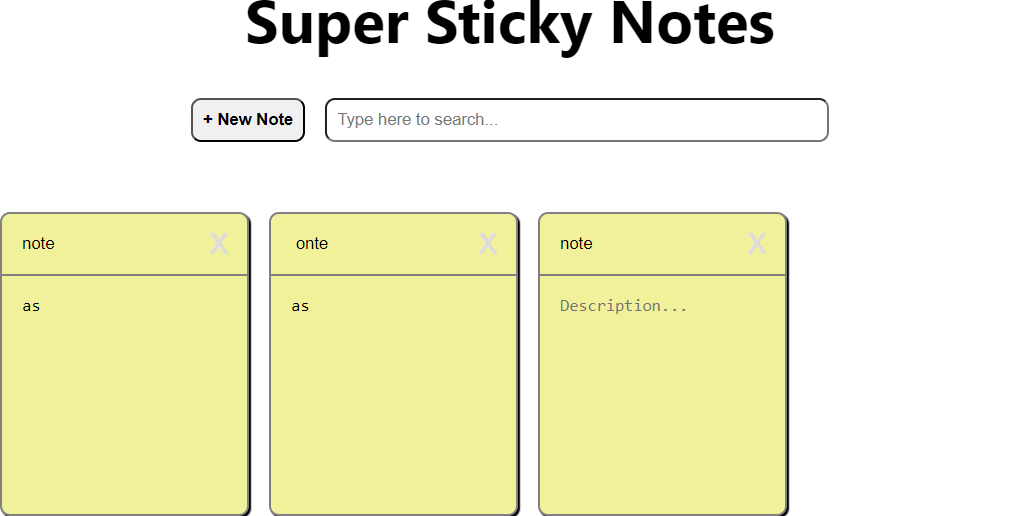 Super Sticky Notes
+ New Note
Type here to search...
note X
onte X
note X
as
as
Description...